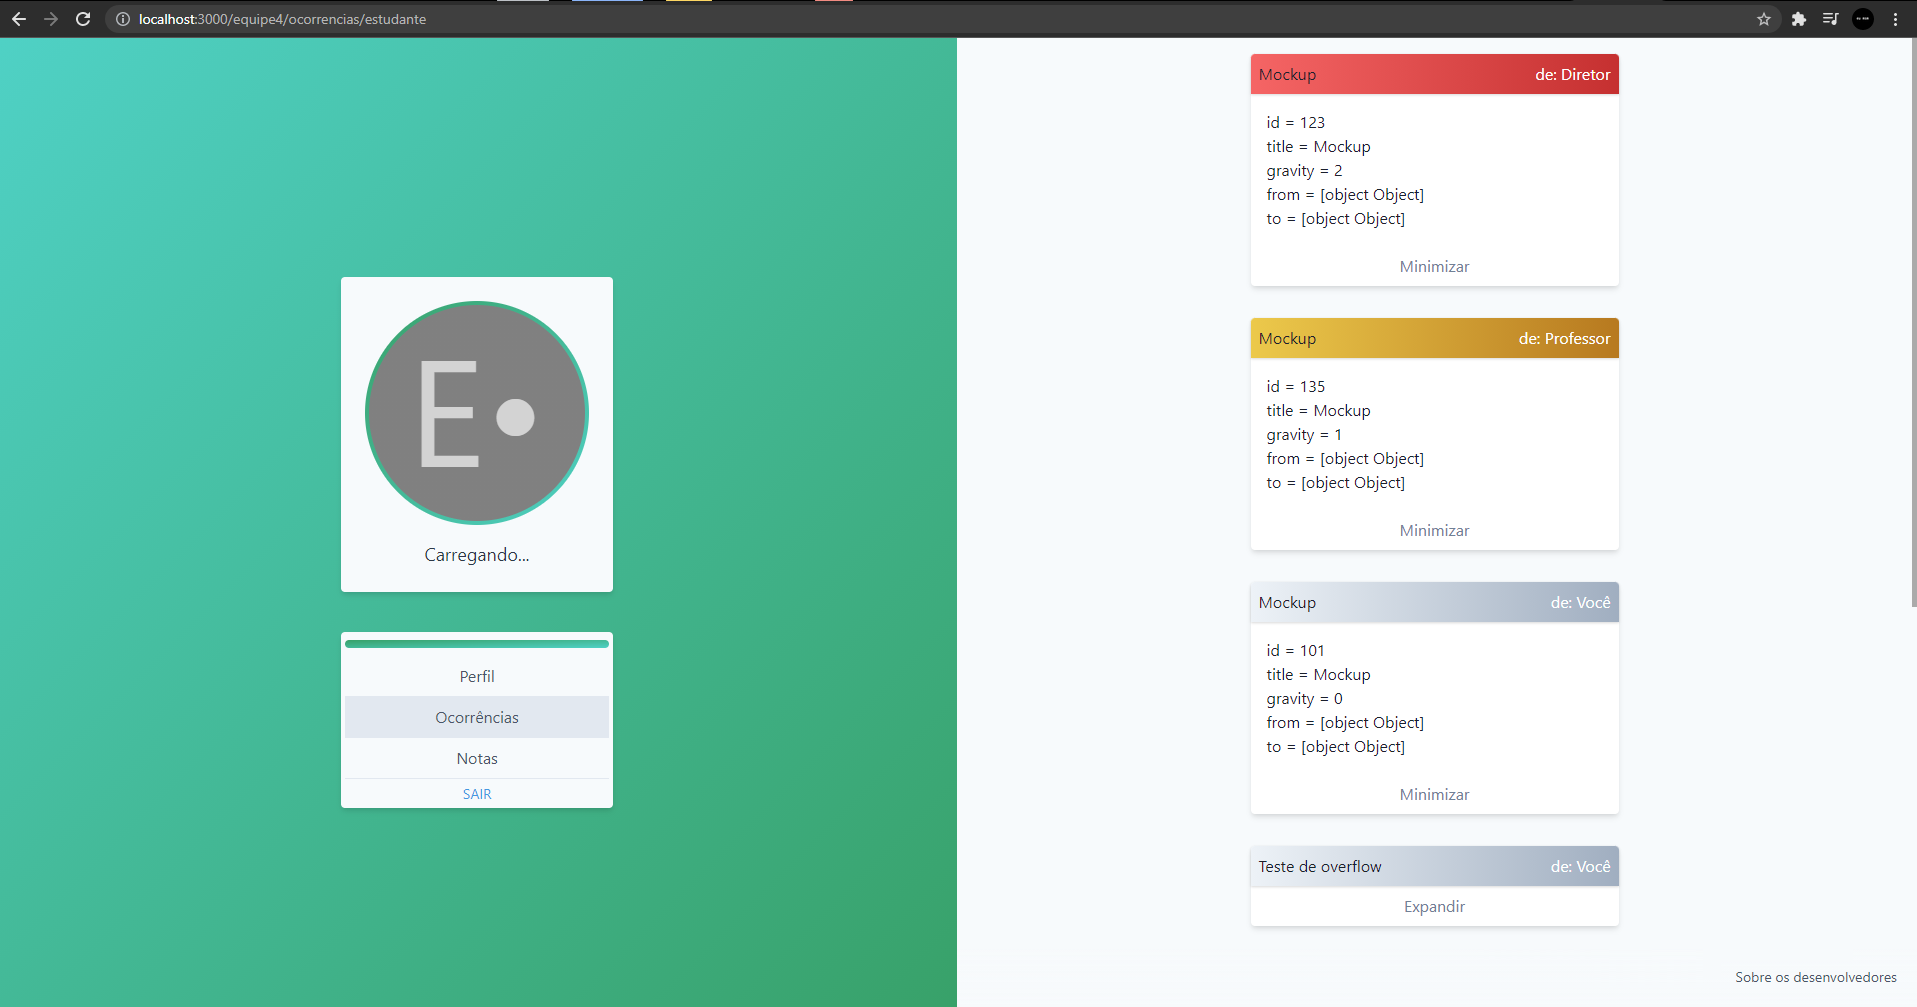 localhost:3000/equipe4/ocorrencias/estudante
E
Carregando...
Perfil
Ocorrências
Notas
SAIR
Mockup de: Diretor
id = 123
title = Mockup
gravity = 2
from = [object Object]
to = [object Object]
Minimizar
Mockup de: Professor
id = 135
title = Mockup
gravity = 1
from = [object Object]
to = [object Object]
Minimizar
Mockup de: Você
id = 101
title = Mockup
gravity = 0
from = [object Object]
to = [object Object]
Minimizar
Teste de overflow de: Você
Expandir
Sobre os desenvolvedores